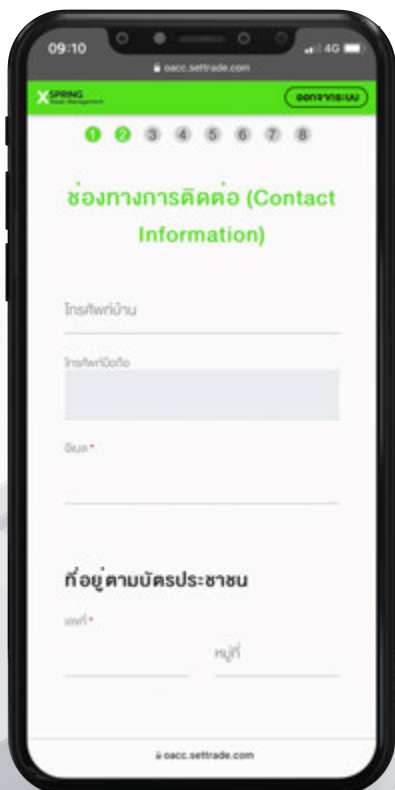 09:10
4G
oacc.settrade.com
XSPRING
Asset Management
ออกจากระบบ
1 2 3 4 5 6 7 8
ช่องทางการติดต่อ (Contact
Information)
โทรศัพท์บ้าน
โทรศัพท์มือถือ
อีเมล*
ที่อยู่ตามบัตรประชาชน
เลขที่*
หมู่ที่
oacc.settrade.com